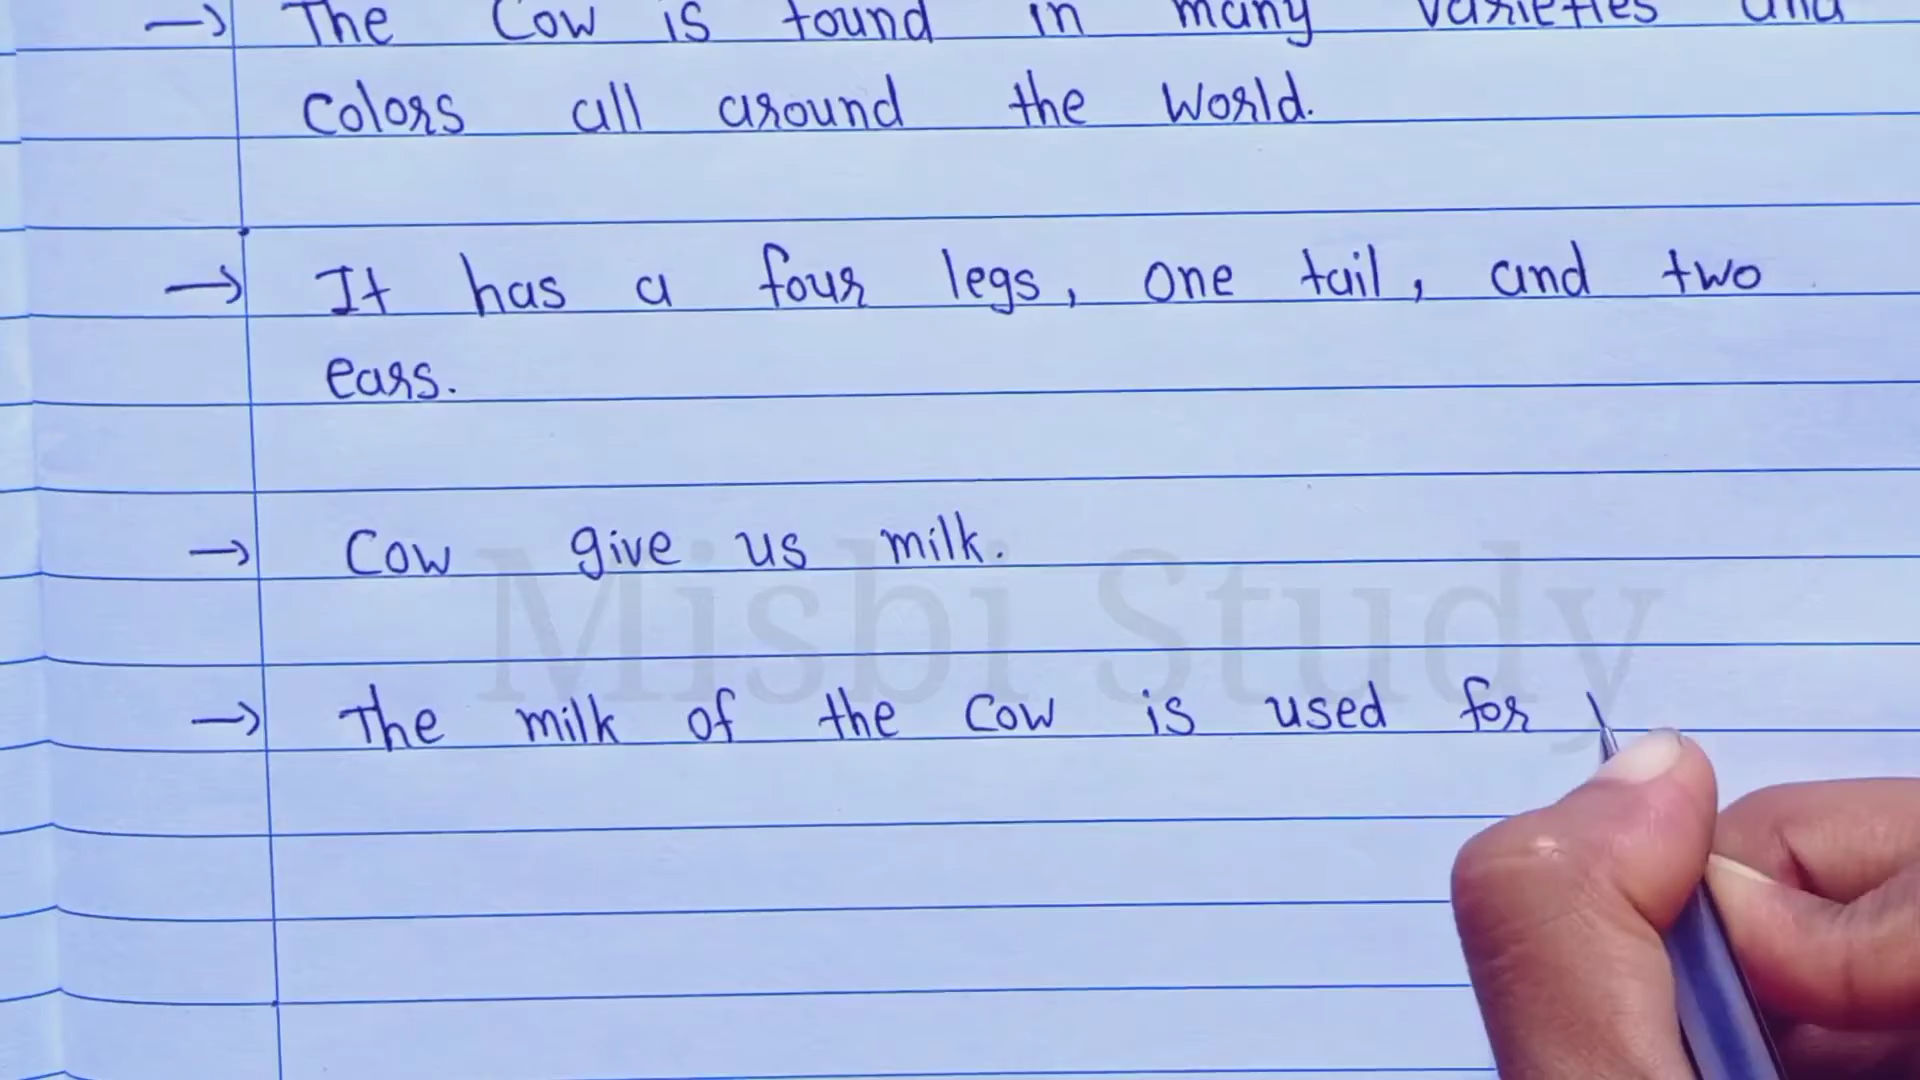 → The Cow is found in many varieties and
colors all around the world.
→ It has a four legs, one tail, and two
ears.
→ Cow give us milk.
Misbi Study
→ The milk of the cow is used for